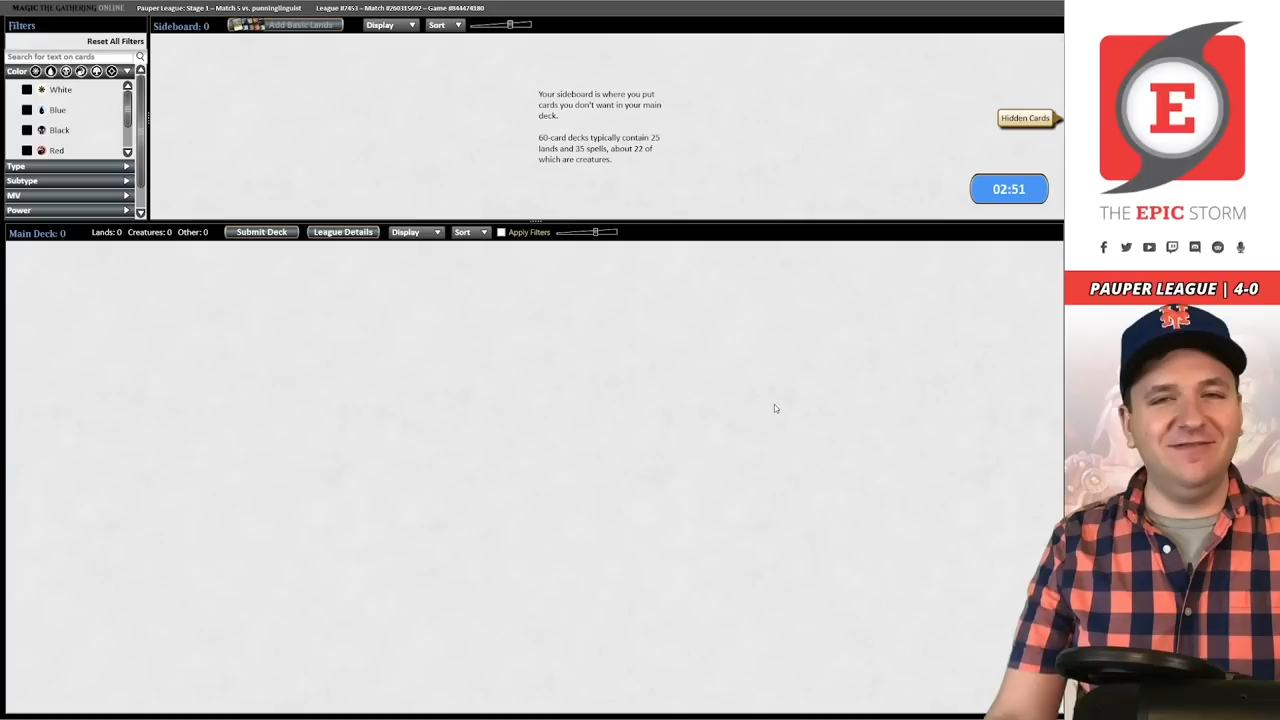 MAGIC THE GATHERING ONLINE Pauper League: Stage 1 – Match 5 vs. punninglinguist League #7453 – Match #260315692 – Game #844474180
Filters
Reset All Filters
Search for text on cards
Color
White
Blue
Black
Red
Type
Subtype
MV
Power
Sideboard: 0 Add Basic Lands Display Sort
Your sideboard is where you put
cards you don't want in your main
deck.
60-card decks typically contain 25
lands and 35 spells, about 22 of
which are creatures.
Hidden Cards
02:51
Main Deck: 0 Lands: 0 Creatures: 0 Other: 0 Submit Deck League Details Display Sort Apply Filters
E
THE EPIC STORM
PAUPER LEAGUE | 4-0
NY